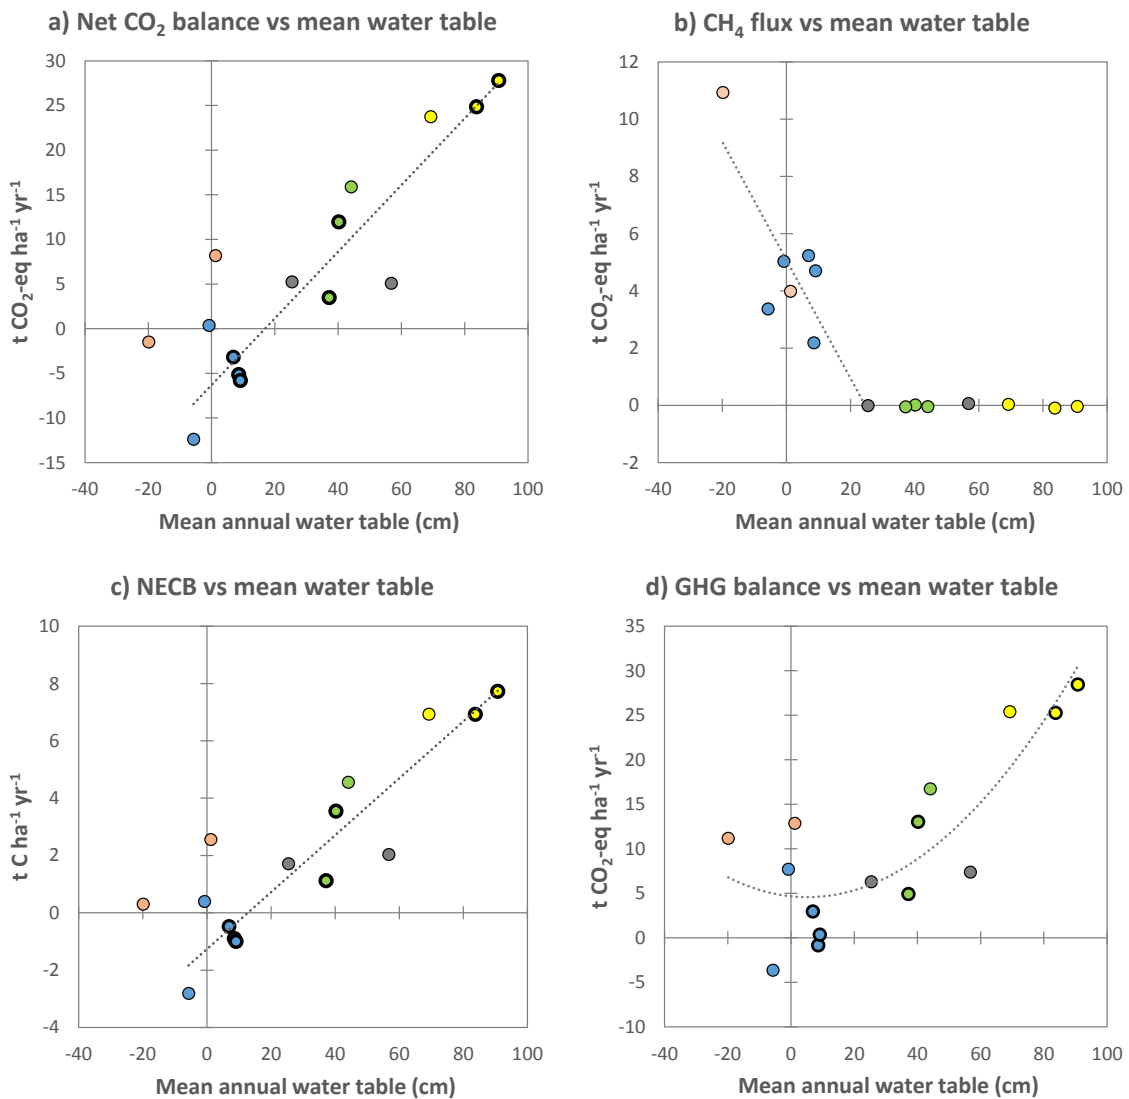 a) Net CO₂ balance vs mean water table
30
25
20
15
10
5
0
-5
-10
-15
-40 -20 0 20 40 60 80 100
t CO₂-eq ha⁻¹ yr⁻¹
Mean annual water table (cm)
b) CH₄ flux vs mean water table
12
10
8
6
4
2
0
-2
-40 -20 0 20 40 60 80 100
t CO₂-eq ha⁻¹ yr⁻¹
Mean annual water table (cm)
c) NECB vs mean water table
10
8
6
4
2
0
-2
-4
-40 -20 0 20 40 60 80 100
t C ha⁻¹ yr⁻¹
Mean annual water table (cm)
d) GHG balance vs mean water table
35
30
25
20
15
10
5
0
-5
-10
-40 -20 0 20 40 60 80 100
t CO₂-eq ha⁻¹ yr⁻¹
Mean annual water table (cm)